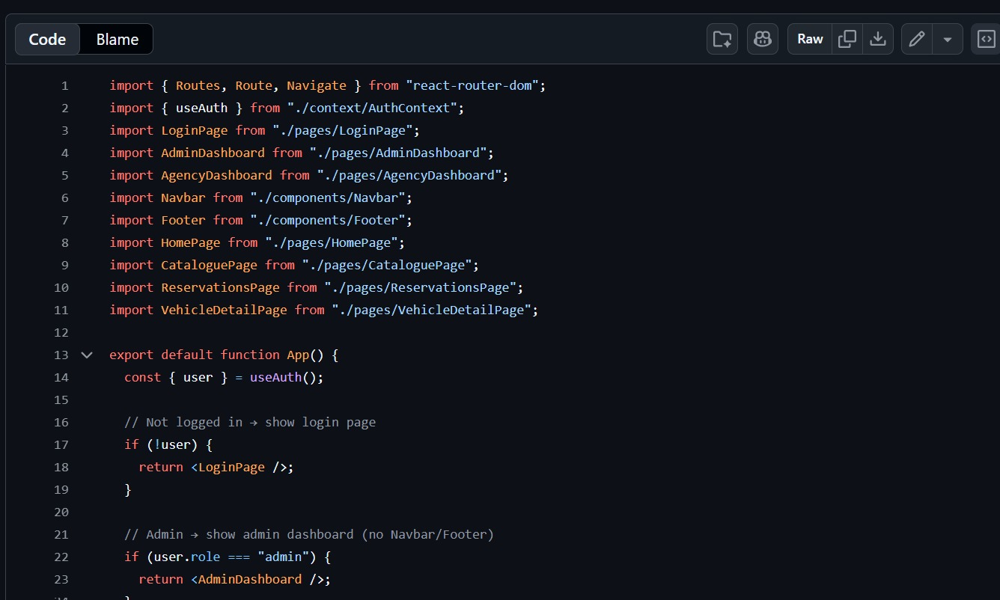 Code Blame Raw
1 import { Routes, Route, Navigate } from "react-router-dom";
2 import { useAuth } from "./context/AuthContext";
3 import LoginPage from "./pages/LoginPage";
4 import AdminDashboard from "./pages/AdminDashboard";
5 import AgencyDashboard from "./pages/AgencyDashboard";
6 import Navbar from "./components/Navbar";
7 import Footer from "./components/Footer";
8 import HomePage from "./pages/HomePage";
9 import CataloguePage from "./pages/CataloguePage";
10 import ReservationsPage from "./pages/ReservationsPage";
11 import VehicleDetailPage from "./pages/VehicleDetailPage";
12
13 export default function App() {
14   const { user } = useAuth();
15
16   // Not logged in → show login page
17   if (!user) {
18     return <LoginPage />;
19   }
20
21   // Admin → show admin dashboard (no Navbar/Footer)
22   if (user.role === "admin") {
23     return <AdminDashboard />;